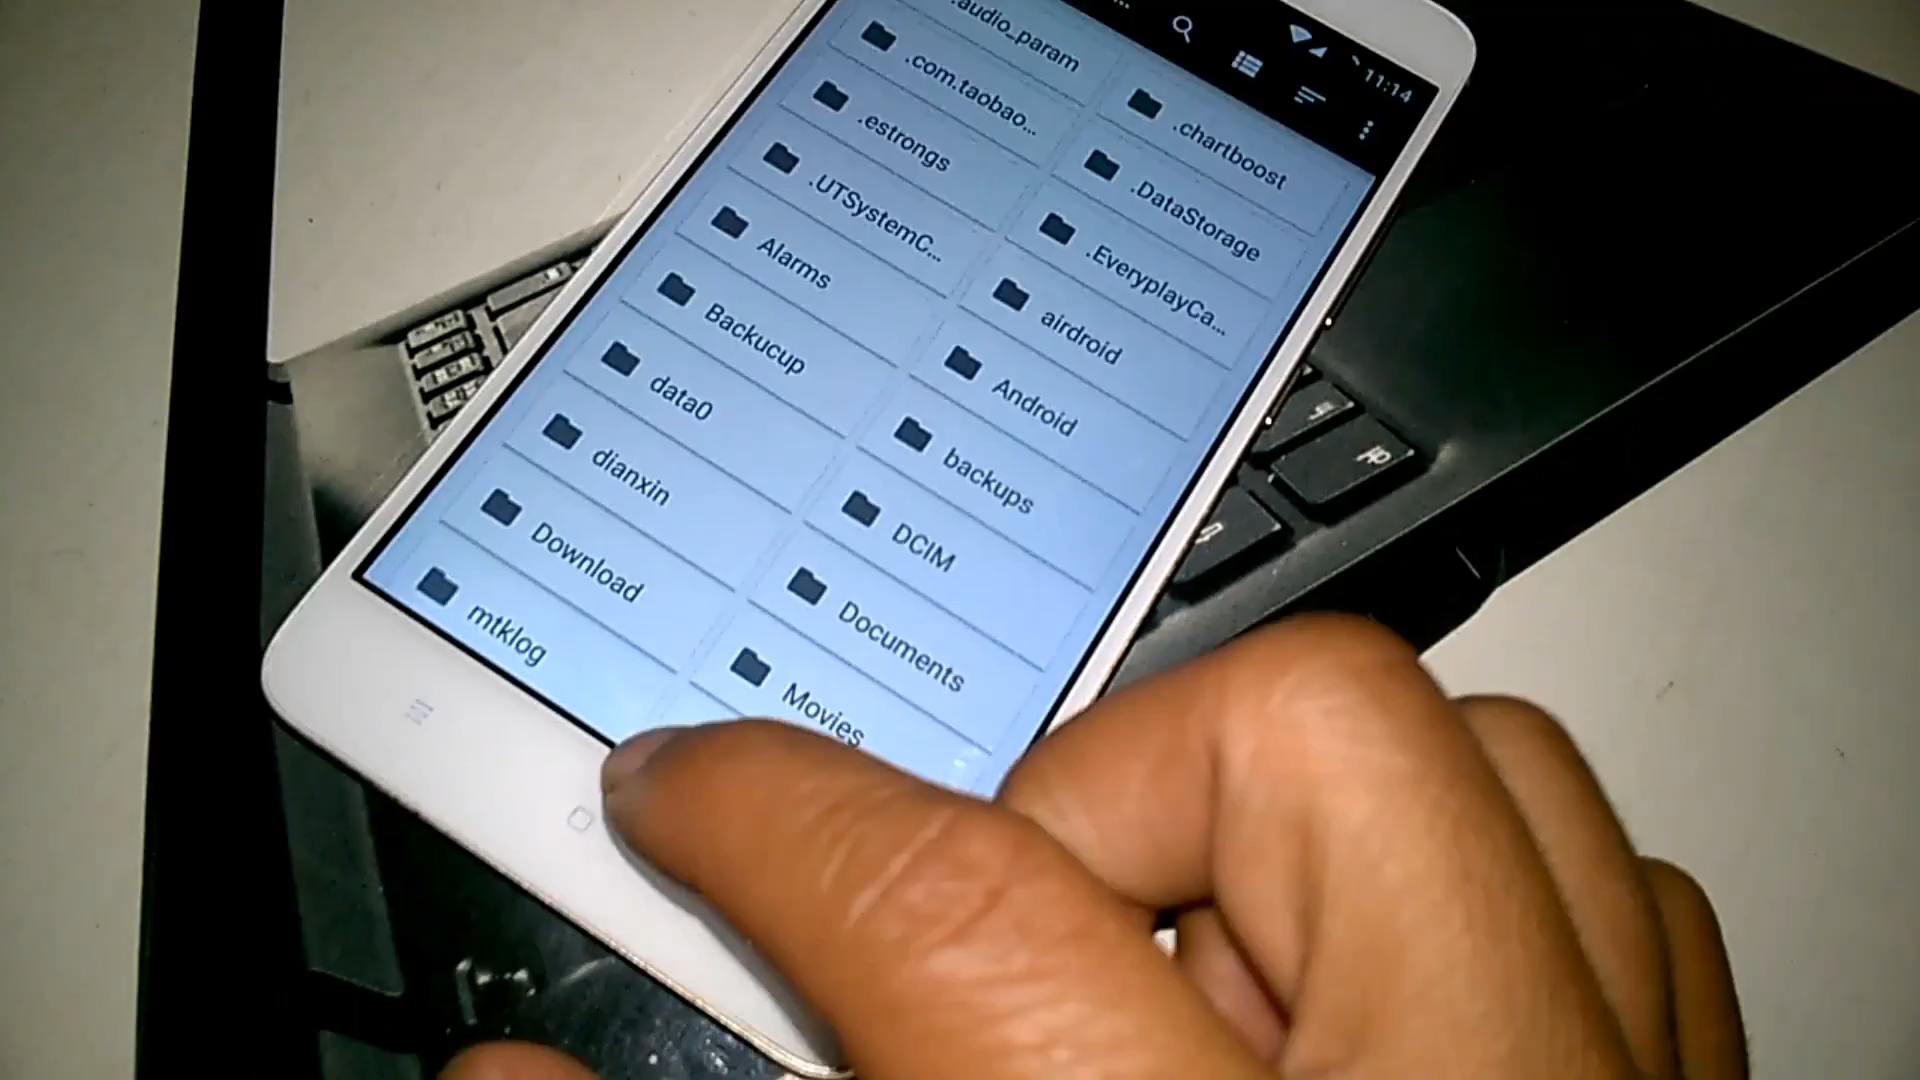 11:14
.audio_param
.com.taobao...
.chartboost
.estrongs
.DataStorage
.UTSystemC...
.EveryplayCa...
Alarms
airdroid
Backucup
Android
data0
backups
dianxin
DCIM
Download
Documents
mtklog
Movies